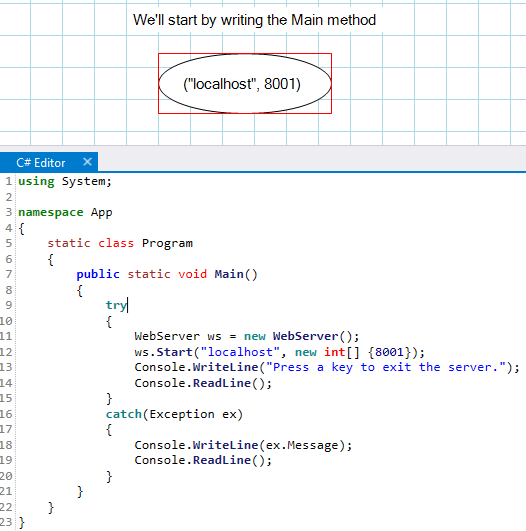 We'll start by writing the Main method
("localhost", 8001)
C# Editor ×
1 using System;
2
3 namespace App
4 {
5     static class Program
6     {
7         public static void Main()
8         {
9             try
10             {
11                 WebServer ws = new WebServer();
12                 ws.Start("localhost", new int[] {8001});
13                 Console.WriteLine("Press a key to exit the server.");
14                 Console.ReadLine();
15             }
16             catch(Exception ex)
17             {
18                 Console.WriteLine(ex.Message);
19                 Console.ReadLine();
20             }
21         }
22     }
23 }